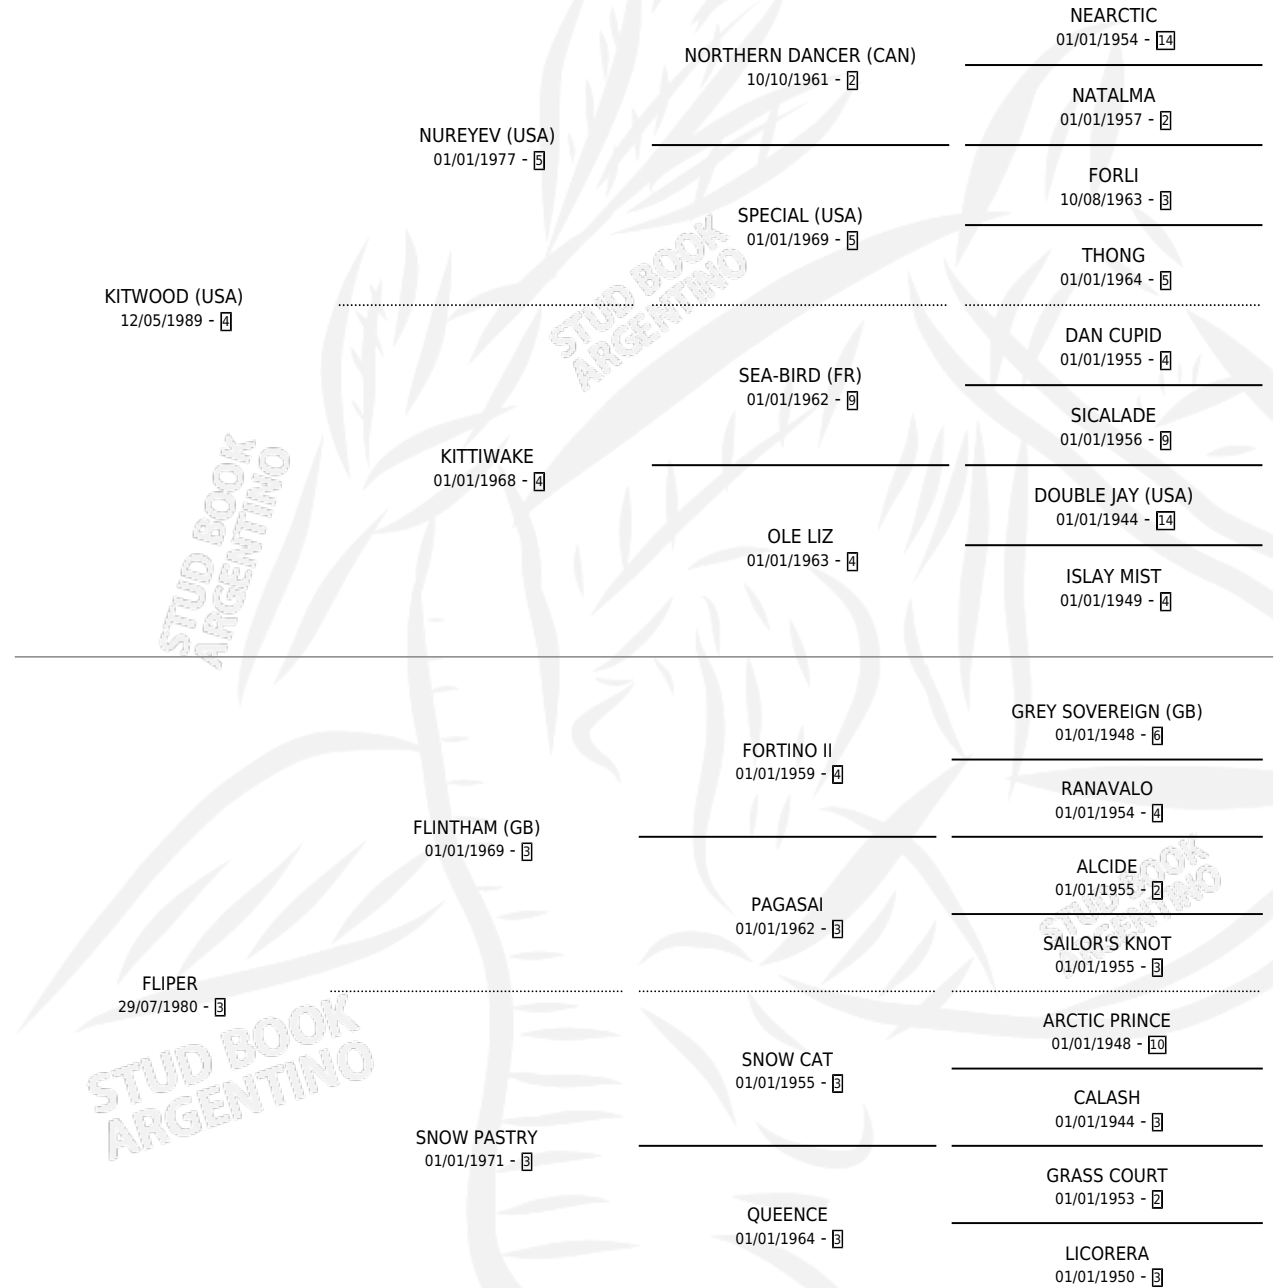 NEARCTIC
01/01/1954 - 14
NORTHERN DANCER (CAN)
10/10/1961 - 2
NATALMA
01/01/1957 - 2
NUREYEV (USA)
01/01/1977 - 5
FORLI
10/08/1963 - 3
SPECIAL (USA)
01/01/1969 - 5
THONG
01/01/1964 - 5
KITWOOD (USA)
12/05/1989 - 4
DAN CUPID
01/01/1955 - 4
SEA-BIRD (FR)
01/01/1962 - 9
SICALADE
01/01/1956 - 9
KITTIWAKE
01/01/1968 - 4
DOUBLE JAY (USA)
01/01/1944 - 14
OLE LIZ
01/01/1963 - 4
ISLAY MIST
01/01/1949 - 4
STUD BOOK
ARGENTINO
STUD BOOK
ARGENTINO
GREY SOVEREIGN (GB)
01/01/1948 - 6
FORTINO II
01/01/1959 - 4
RANAVALO
01/01/1954 - 4
FLINTHAM (GB)
01/01/1969 - 3
ALCIDE
01/01/1955 - 2
PAGASAI
01/01/1962 - 3
SAILOR'S KNOT
01/01/1955 - 3
FLIPER
29/07/1980 - 3
ARCTIC PRINCE
01/01/1948 - 10
SNOW CAT
01/01/1955 - 3
CALASH
01/01/1944 - 3
SNOW PASTRY
01/01/1971 - 3
GRASS COURT
01/01/1953 - 2
QUEENCE
01/01/1964 - 3
LICORERA
01/01/1950 - 3
STUD BOOK
ARGENTINO
STUD BOOK
ARGENTINO